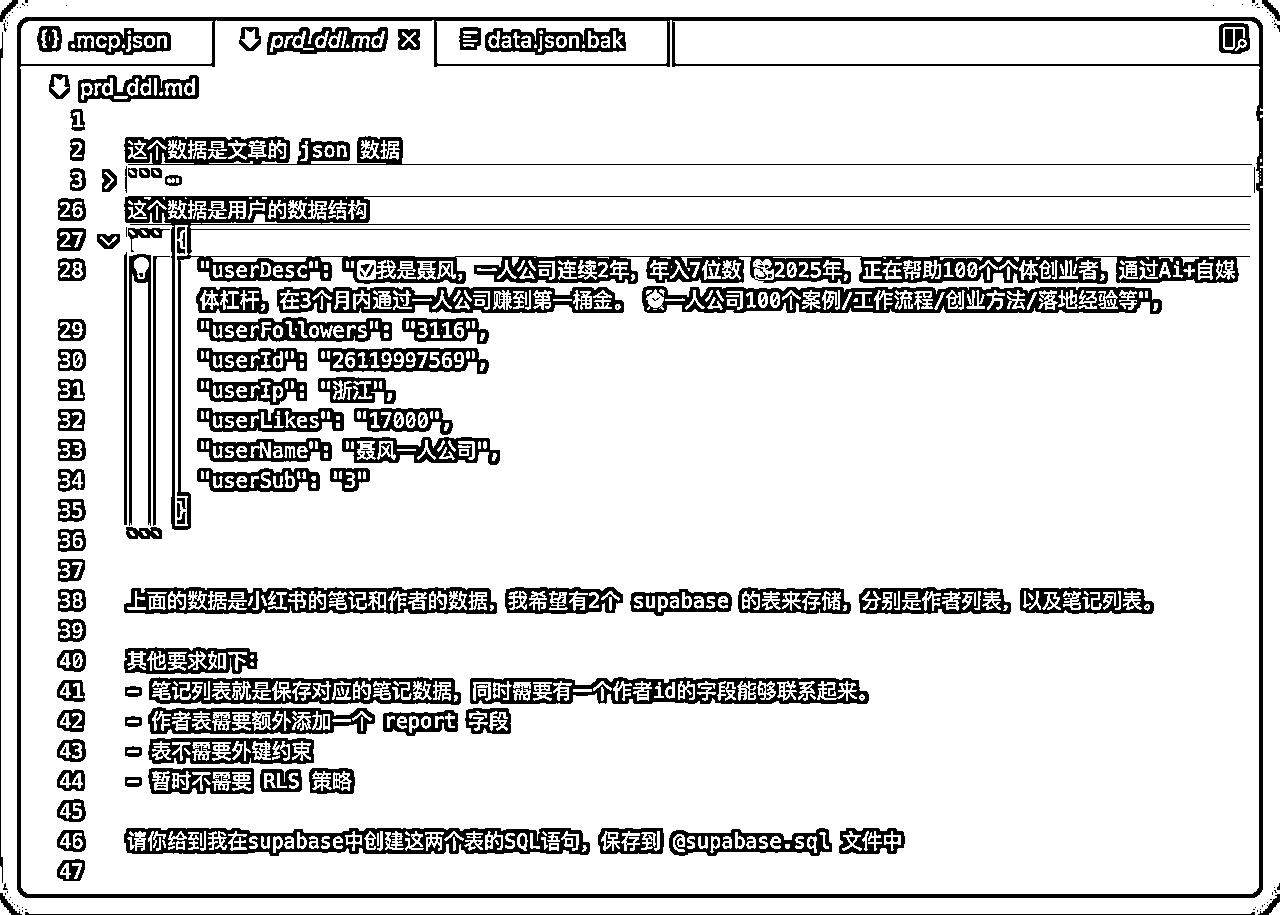 .mcp.json
prd_ddl.md
data.json.bak
prd_ddl.md
1
2 这个数据是文章的 json 数据
3 ``` …
26 这个数据是用户的数据结构
27 ``` {
28 "userDesc": "✅我是聂风，一人公司连续2年，年入7位数 2025年，正在帮助100个个体创业者，通过Ai+自媒
体杠杆，在3个月内通过一人公司赚到第一桶金。 ⏰一人公司100个案例/工作流程/创业方法/落地经验等",
29 "userFollowers": "3116",
30 "userId": "26119997569",
31 "userIp": "浙江",
32 "userLikes": "17000",
33 "userName": "聂风一人公司",
34 "userSub": "3"
35 }
36 ```
37
38 上面的数据是小红书的笔记和作者的数据，我希望有2个 supabase 的表来存储，分别是作者列表，以及笔记列表。
39
40 其他要求如下：
41 - 笔记列表就是保存对应的笔记数据，同时需要有一个作者id的字段能够联系起来。
42 - 作者表需要额外添加一个 report 字段
43 - 表不需要外键约束
44 - 暂时不需要 RLS 策略
45
46 请你给到我在supabase中创建这两个表的SQL语句，保存到 @supabase.sql 文件中
47